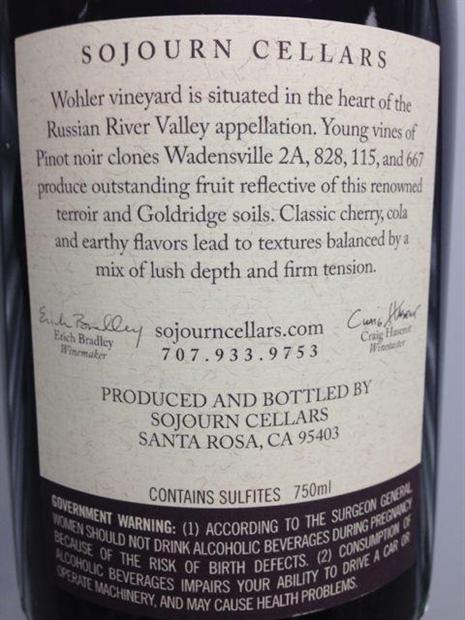 SOJOURN CELLARS
Wohler vineyard is situated in the heart of the
Russian River Valley appellation. Young vines of
Pinot noir clones Wadensville 2A, 828, 115, and 667
produce outstanding fruit reflective of this renowned
terroir and Goldridge soils. Classic cherry, cola
and earthy flavors lead to textures balanced by a
mix of lush depth and firm tension.
Erich Bradley
Erich Bradley
Winemaker
sojourncellars.com
707.933.9753
Craig Haserot
Winetaster
PRODUCED AND BOTTLED BY
SOJOURN CELLARS
SANTA ROSA, CA 95403
CONTAINS SULFITES 750ml
GOVERNMENT WARNING: (1) ACCORDING TO THE SURGEON GENERAL
WOMEN SHOULD NOT DRINK ALCOHOLIC BEVERAGES DURING PREGNANCY
BECAUSE OF THE RISK OF BIRTH DEFECTS. (2) CONSUMPTION OF
ALCOHOLIC BEVERAGES IMPAIRS YOUR ABILITY TO DRIVE A CAR OR
OPERATE MACHINERY, AND MAY CAUSE HEALTH PROBLEMS.